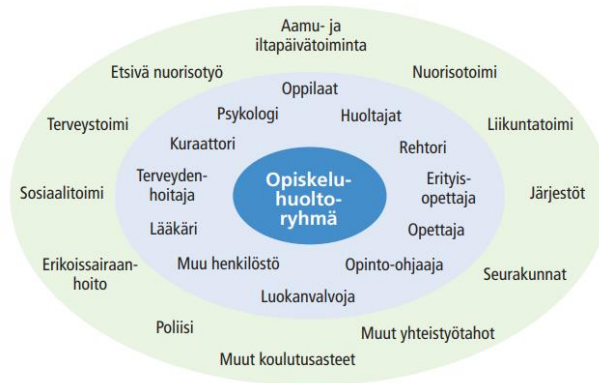 Aamu- ja
iltapäivätoiminta
Etsivä nuorisotyö
Nuorisotoimi
Oppilaat
Psykologi
Huoltajat
Terveystoimi
Liikuntatoimi
Kuraattori
Rehtori
Terveyden-
hoitaja
Opiskelu-
huolto-
ryhmä
Erityis-
opettaja
Sosiaalitoimi
Järjestöt
Lääkäri
Opettaja
Erikoissairaan-
hoito
Muu henkilöstö
Opinto-ohjaaja
Seurakunnat
Luokanvalvoja
Poliisi
Muut yhteistyötahot
Muut koulutusasteet